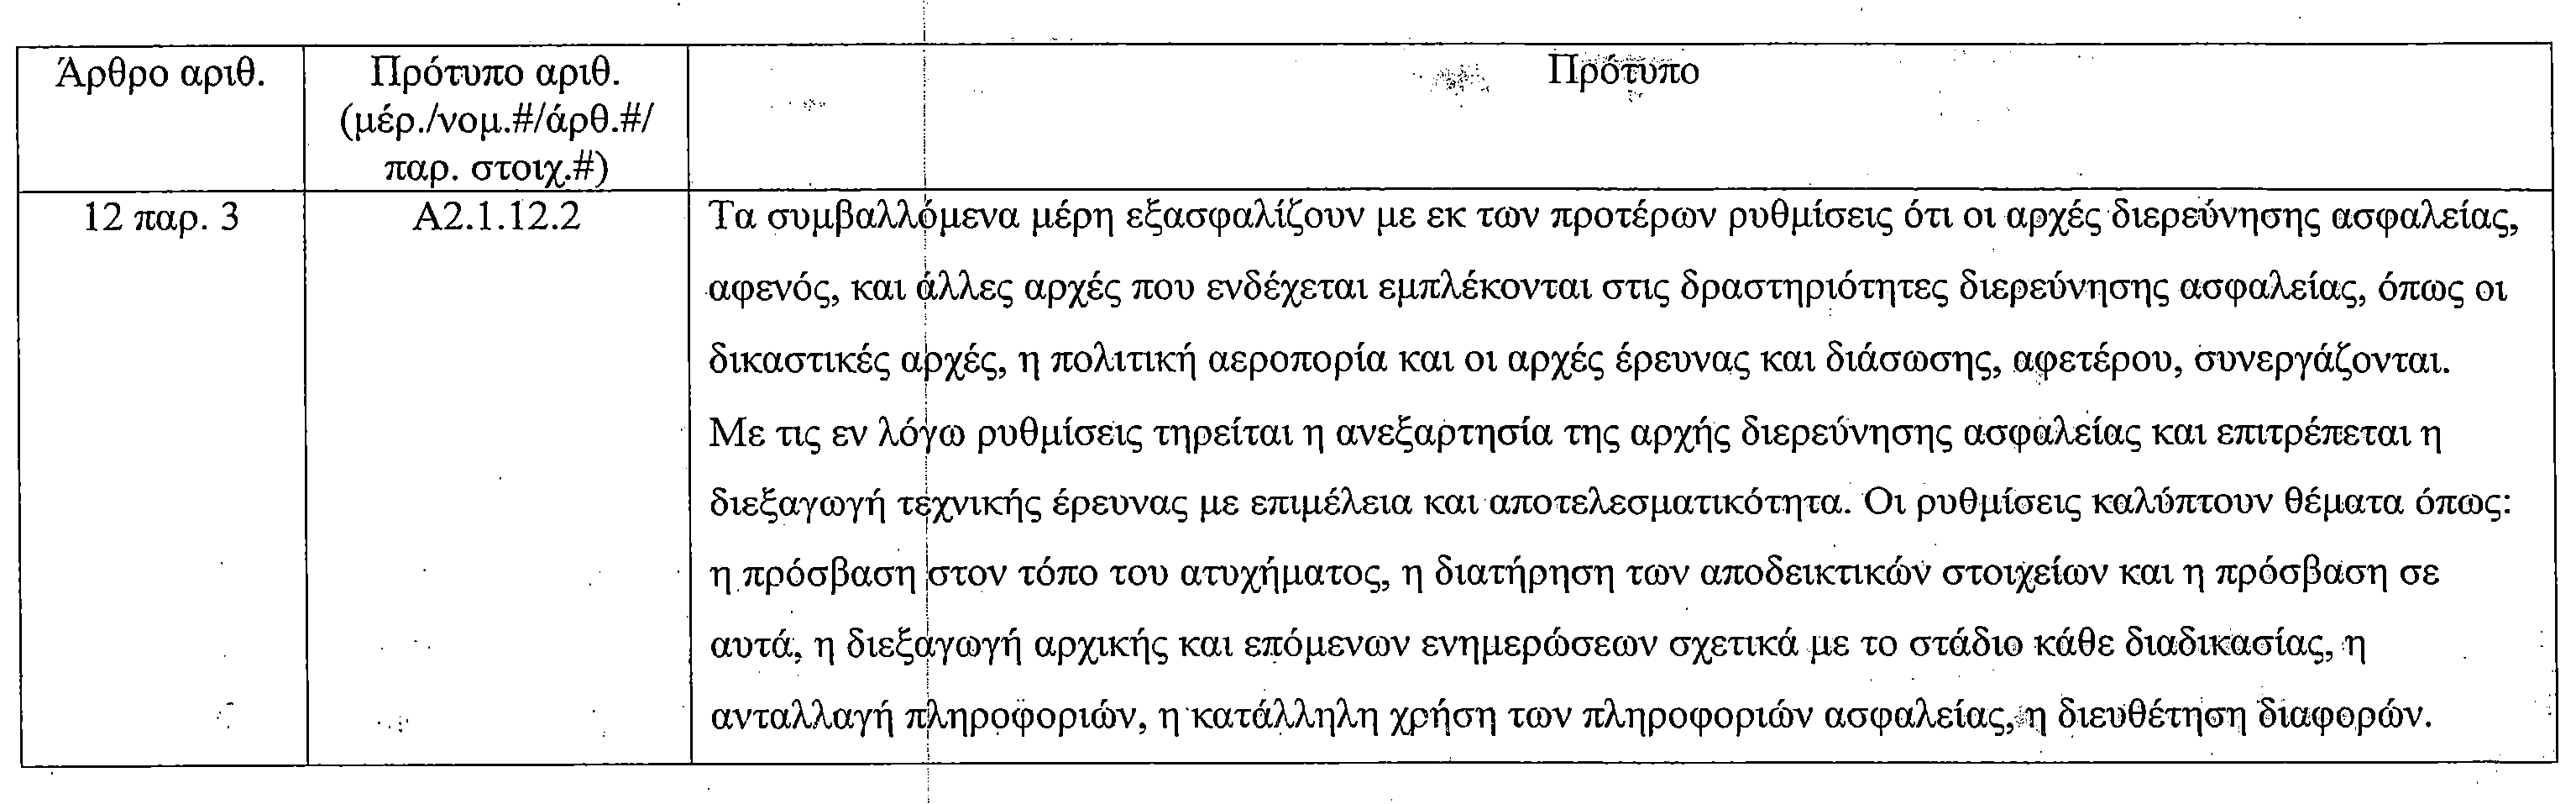 Άρθρο αριθ.
Πρότυπο αριθ.
(μέρ./νομ.#/άρθ.#/
παρ. στοιχ.#)
Πρότυπο
12 παρ. 3
Α2.1.12.2
Τα συμβαλλόμενα μέρη εξασφαλίζουν με εκ των προτέρων ρυθμίσεις ότι οι αρχές διερεύνησης ασφαλείας,
αφενός, και άλλες αρχές που ενδέχεται εμπλέκονται στις δραστηριότητες διερεύνησης ασφαλείας, όπως οι
δικαστικές αρχές, η πολιτική αεροπορία και οι αρχές έρευνας και διάσωσης, αφετέρου, συνεργάζονται.
Με τις εν λόγω ρυθμίσεις τηρείται η ανεξαρτησία της αρχής διερεύνησης ασφαλείας και επιτρέπεται η
διεξαγωγή τεχνικής έρευνας με επιμέλεια και αποτελεσματικότητα. Οι ρυθμίσεις καλύπτουν θέματα όπως:
η πρόσβαση στον τόπο του ατυχήματος, η διατήρηση των αποδεικτικών στοιχείων και η πρόσβαση σε
αυτά, η διεξαγωγή αρχικής και επόμενων ενημερώσεων σχετικά με το στάδιο κάθε διαδικασίας, η
ανταλλαγή πληροφοριών, η κατάλληλη χρήση των πληροφοριών ασφαλείας, η διευθέτηση διαφορών.